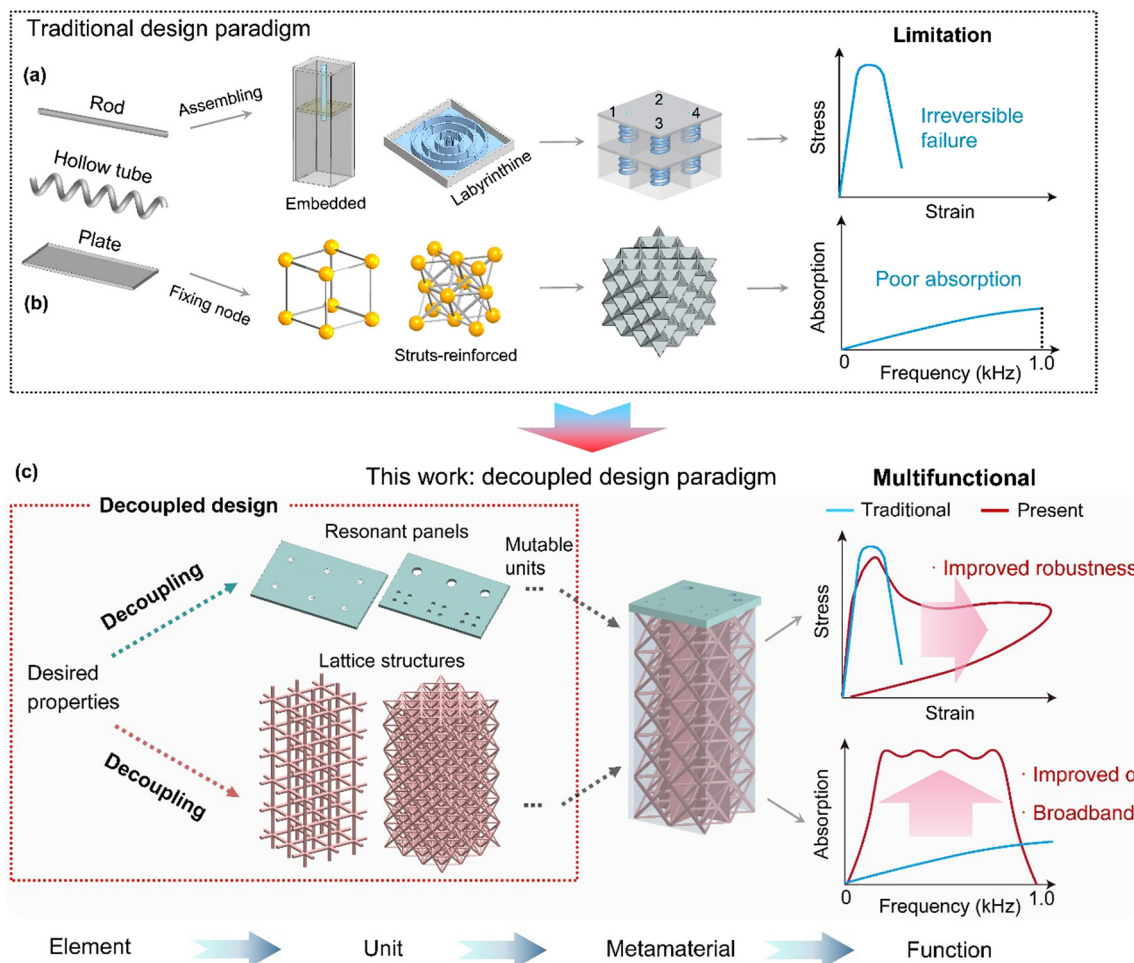 Traditional design paradigm
Limitation
(a)
Rod
Assembling
Hollow tube
Embedded
Labyrinthine
1
2
3
4
Stress
Irreversible
failure
Strain
Plate
(b)
Fixing node
Struts-reinforced
Absorption
Poor absorption
0
1.0
Frequency (kHz)
(c)
This work: decoupled design paradigm
Multifunctional
Decoupled design
Traditional
Present
Resonant panels
Mutable
units
...
Decoupling
Desired
properties
Decoupling
Lattice structures
...
Stress
· Improved robustness
Strain
Absorption
· Improved
· Broadband
0
1.0
Frequency (kHz)
Element
Unit
Metamaterial
Function